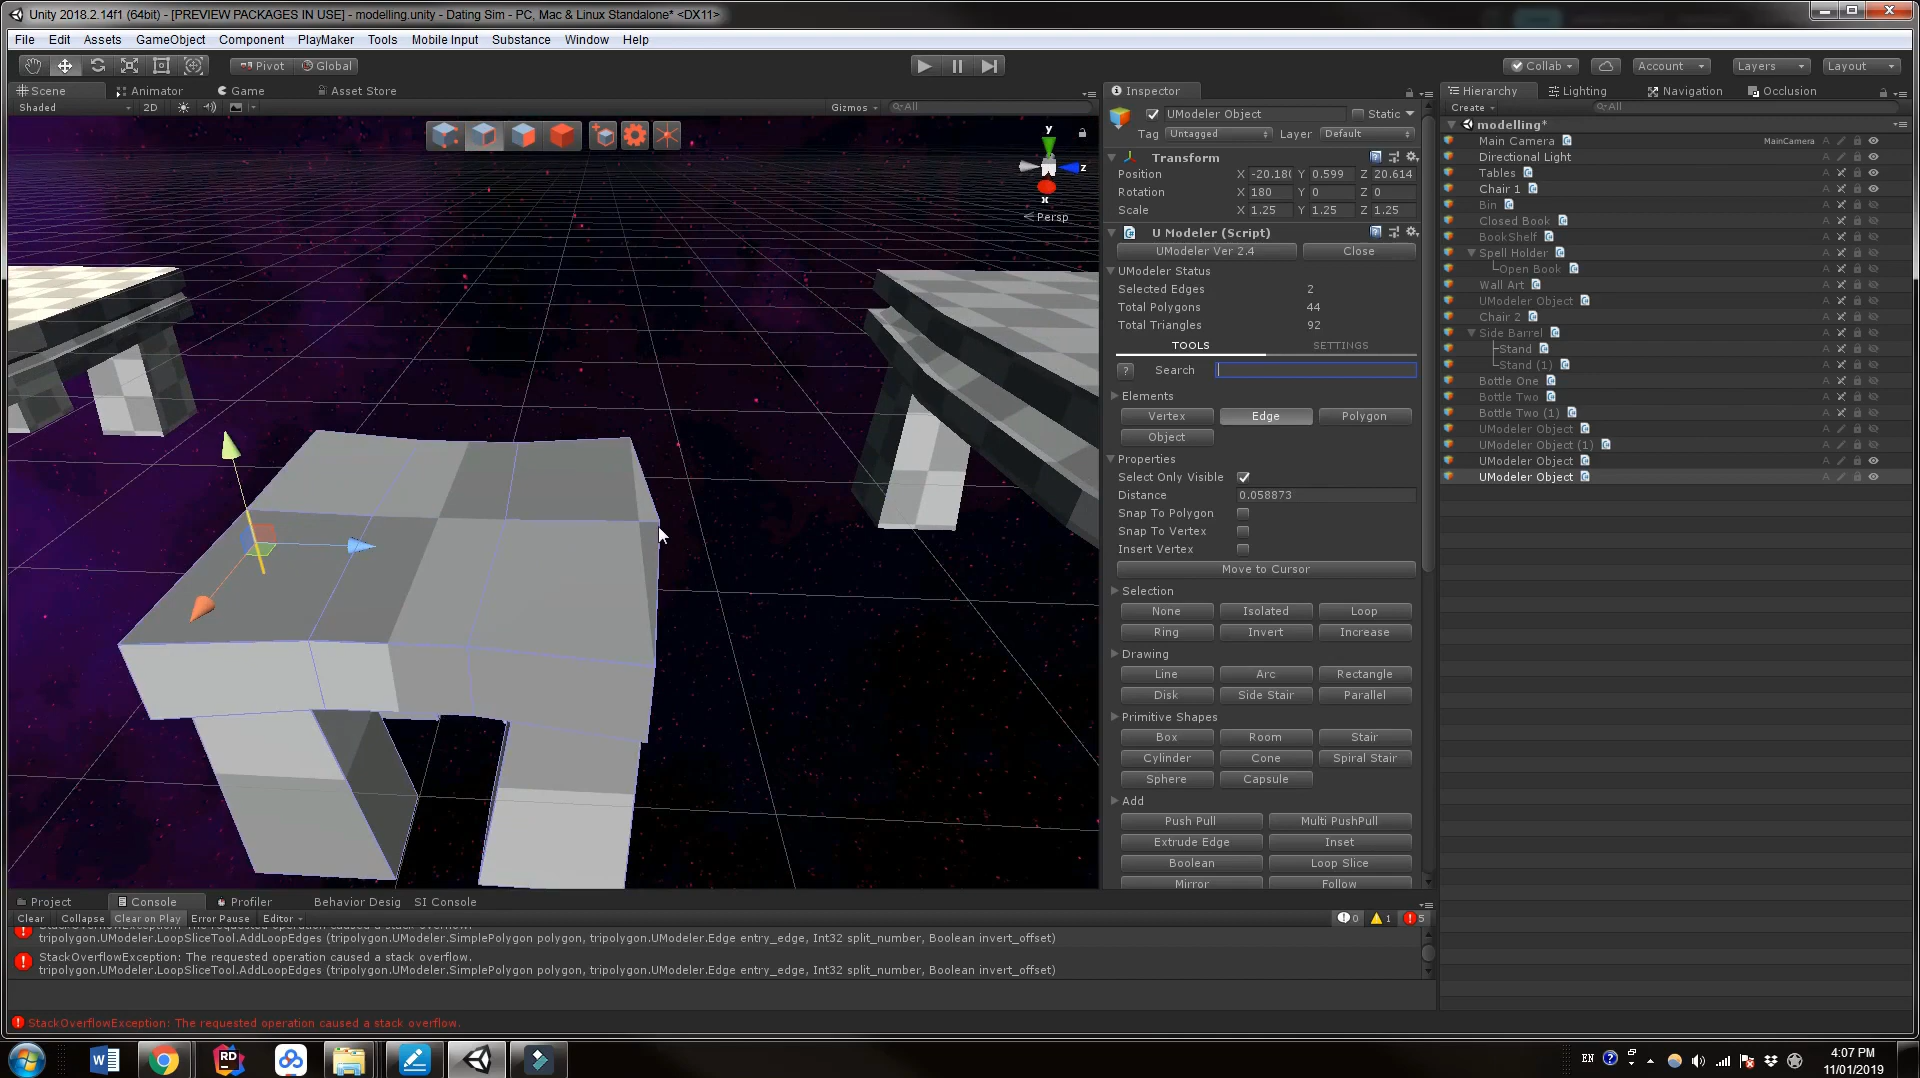 Unity 2018.2.14f1 (64bit) - [PREVIEW PACKAGES IN USE] - modelling.unity - Dating Sim - PC, Mac & Linux Standalone* <DX11>
File Edit Assets GameObject Component PlayMaker Tools Mobile Input Substance Window Help
Pivot Global Collab Account Layers Layout
Scene Animator Game Asset Store
Shaded 2D Gizmos All
y
z
x
Persp
Inspector
UModeler Object Static
Tag Untagged Layer Default
Transform
Position X -20.180 Y 0.599 Z 20.614
Rotation X 180 Y 0 Z 0
Scale X 1.25 Y 1.25 Z 1.25
U Modeler (Script)
UModeler Ver 2.4 Close
UModeler Status
Selected Edges 2
Total Polygons 44
Total Triangles 92
TOOLS SETTINGS
? Search
Elements
Vertex Edge Polygon
Object
Properties
Select Only Visible
Distance 0.058873
Snap To Polygon
Snap To Vertex
Insert Vertex
Move to Cursor
Selection
None Isolated Loop
Ring Invert Increase
Drawing
Line Arc Rectangle
Disk Side Stair Parallel
Primitive Shapes
Box Room Stair
Cylinder Cone Spiral Stair
Sphere Capsule
Add
Push Pull Multi PushPull
Extrude Edge Inset
Boolean Loop Slice
Mirror Follow
Hierarchy Lighting Navigation Occlusion
Create All
modelling*
Main Camera MainCamera
Directional Light
Tables
Chair 1
Bin
Closed Book
BookShelf
Spell Holder
Open Book
Wall Art
UModeler Object
Chair 2
Side Barrel
Stand
Stand (1)
Bottle One
Bottle Two
Bottle Two (1)
UModeler Object
UModeler Object (1)
UModeler Object
UModeler Object
Project Console Profiler Behavior Desig SI Console
Clear Collapse Clear on Play Error Pause Editor 0 1 5
StackOverflowException: The requested operation caused a stack overflow.
tripolygon.UModeler.LoopSliceTool.AddLoopEdges (tripolygon.UModeler.SimplePolygon polygon, tripolygon.UModeler.Edge entry_edge, Int32 split_number, Boolean invert_offset)
StackOverflowException: The requested operation caused a stack overflow.
tripolygon.UModeler.LoopSliceTool.AddLoopEdges (tripolygon.UModeler.SimplePolygon polygon, tripolygon.UModeler.Edge entry_edge, Int32 split_number, Boolean invert_offset)
StackOverflowException: The requested operation caused a stack overflow.
W RD EN 4:07 PM
11/01/2019